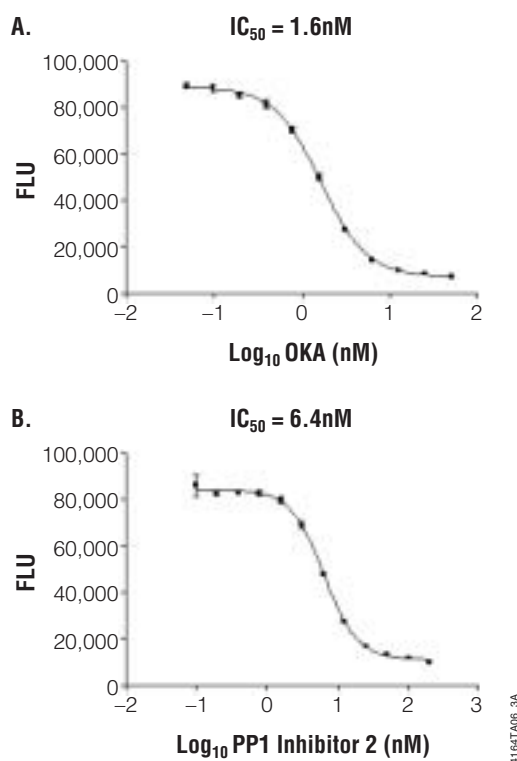 A.
IC50 = 1.6nM
100,000
80,000
60,000
40,000
20,000
0
FLU
−2 −1 0 1 2
Log10 OKA (nM)
B.
IC50 = 6.4nM
100,000
80,000
60,000
40,000
20,000
0
FLU
−2 −1 0 1 2 3
Log10 PP1 Inhibitor 2 (nM)
4164TA06_3A